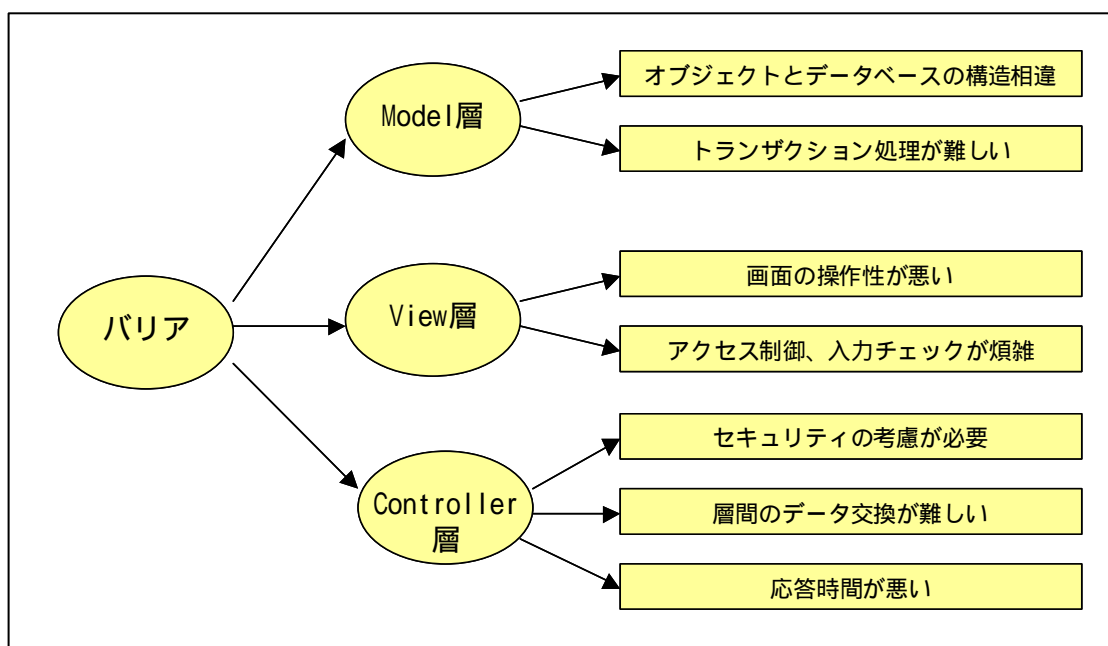 バリア
Model層
オブジェクトとデータベースの構造相違
トランザクション処理が難しい
View層
画面の操作性が悪い
アクセス制御、入力チェックが煩雑
Controller
層
セキュリティの考慮が必要
層間のデータ交換が難しい
応答時間が悪い